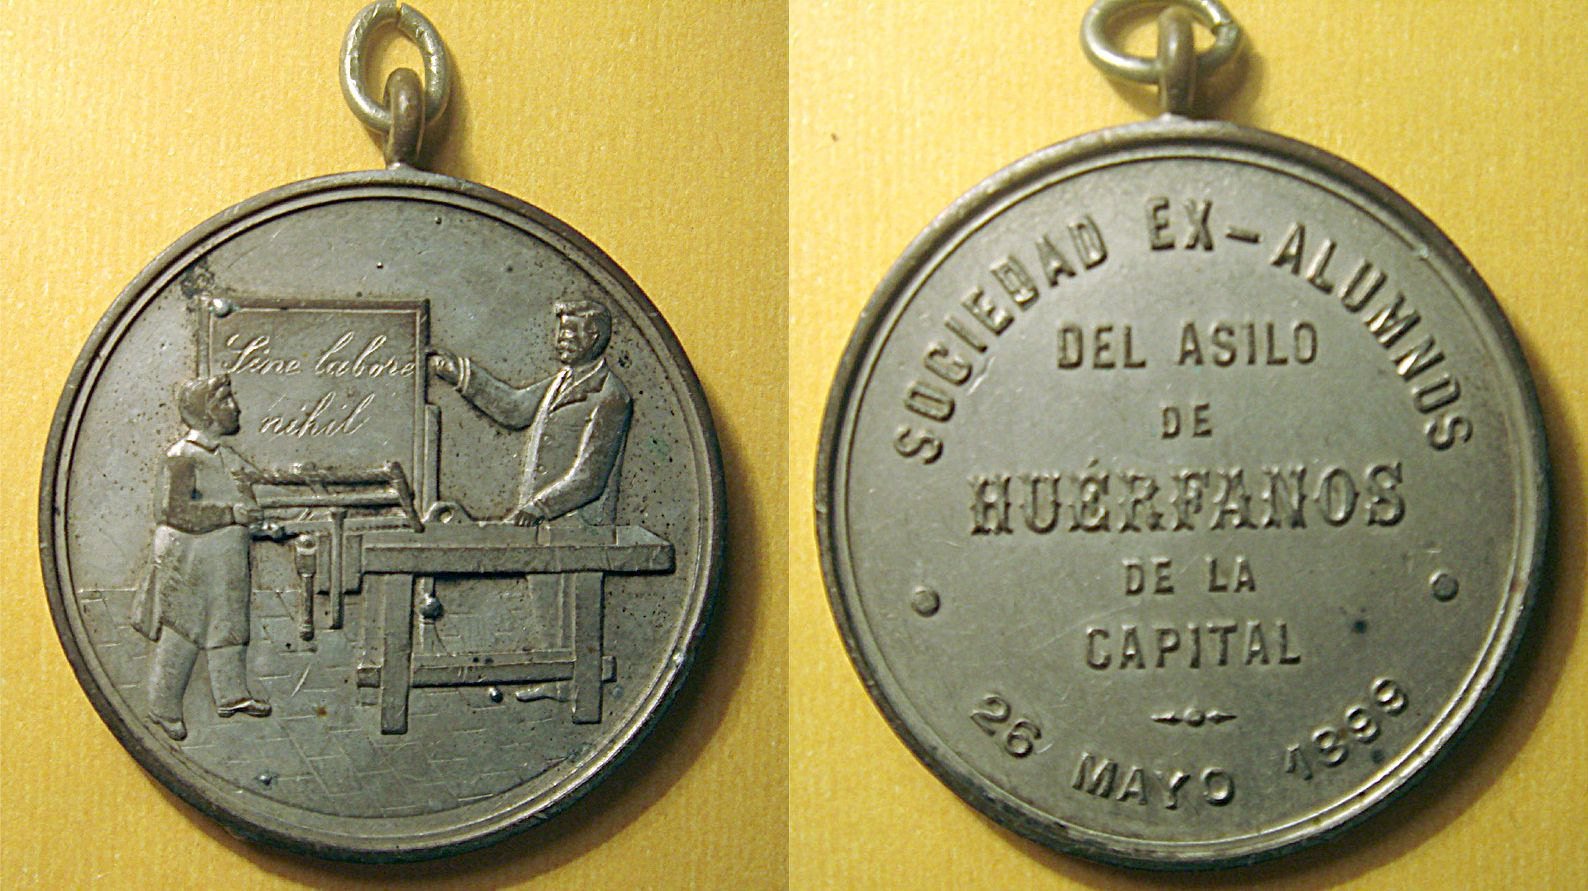 Sine labore
nihil
SOCIEDAD EX-ALUMNOS
DEL ASILO
DE
HUÉRFANOS
DE LA
CAPITAL
26 MAYO 1899